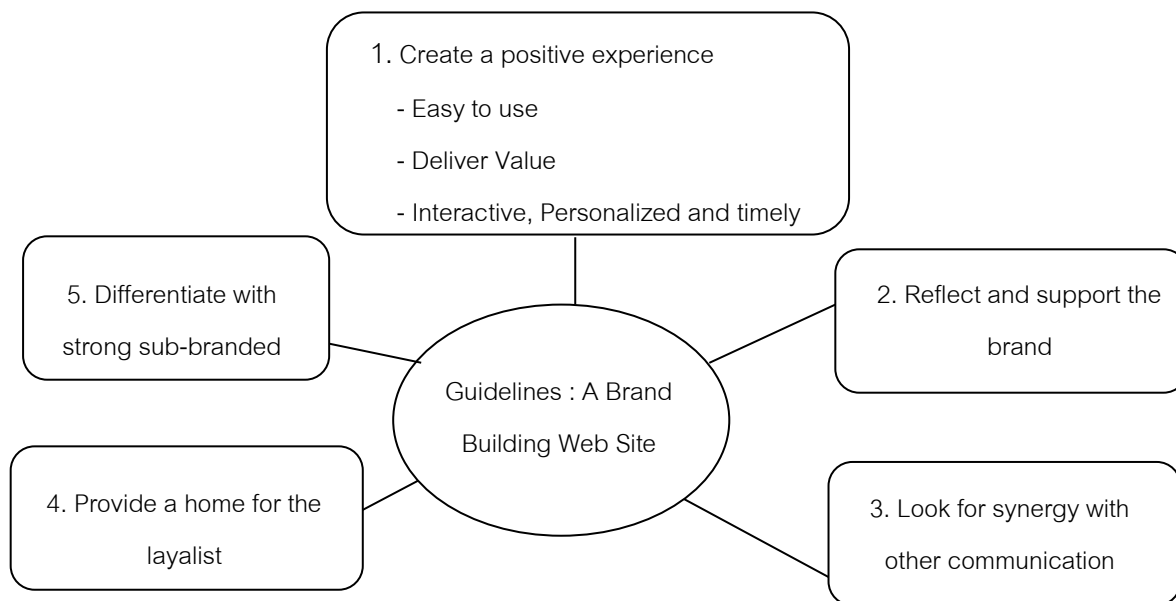 1. Create a positive experience
- Easy to use
- Deliver Value
- Interactive, Personalized and timely
5. Differentiate with
strong sub-branded
2. Reflect and support the
brand
Guidelines : A Brand
Building Web Site
4. Provide a home for the
layalist
3. Look for synergy with
other communication